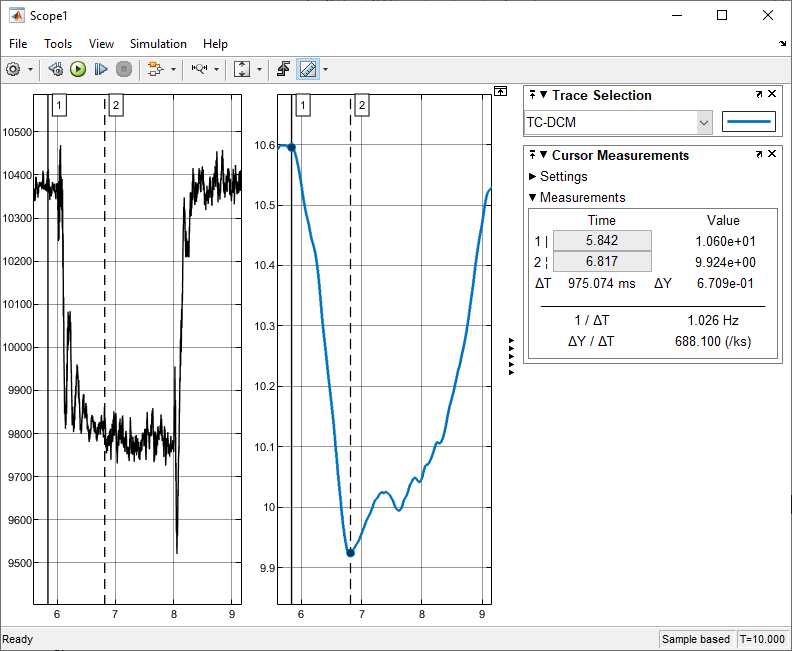 Scope1
File Tools View Simulation Help
1 2
10500
10400
10300
10200
10100
10000
9900
9800
9700
9600
9500
6 7 8 9
1 2
10.6
10.5
10.4
10.3
10.2
10.1
10
9.9
6 7 8 9
Trace Selection
TC-DCM
Cursor Measurements
Settings
Measurements
Time Value
1 | 5.842 1.060e+01
2 ¦ 6.817 9.924e+00
ΔT 975.074 ms ΔY 6.709e-01
1 / ΔT 1.026 Hz
ΔY / ΔT 688.100 (/ks)
Ready Sample based T=10.000